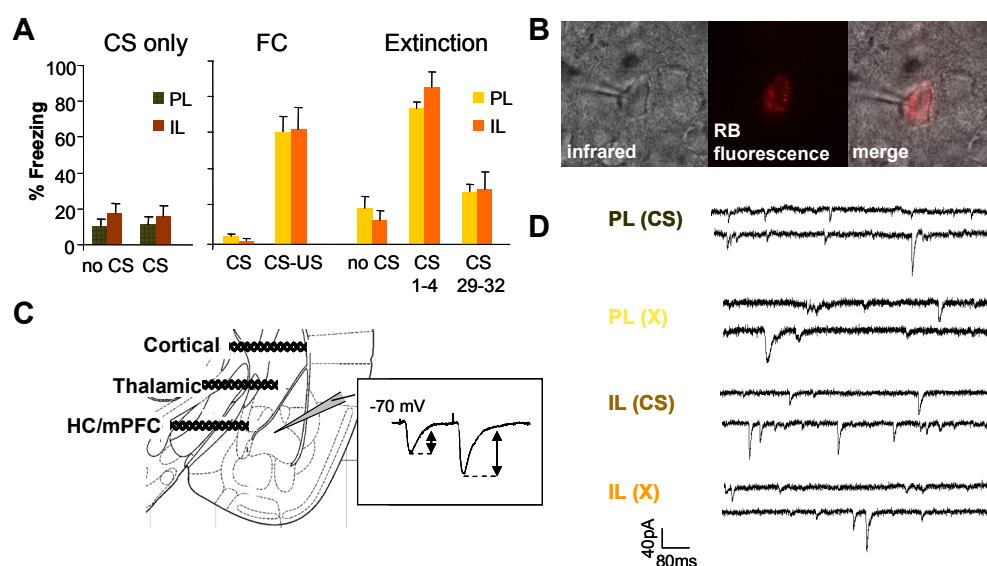 A
CS only
FC
Extinction
% Freezing
100
80
60
40
20
0
PL
IL
PL
IL
no CS
CS
CS
CS-US
no CS
CS
1-4
CS
29-32
B
infrared
RB
fluorescence
merge
C
Cortical
Thalamic
HC/mPFC
-70 mV
D
PL (CS)
PL (X)
IL (CS)
IL (X)
40pA
80ms